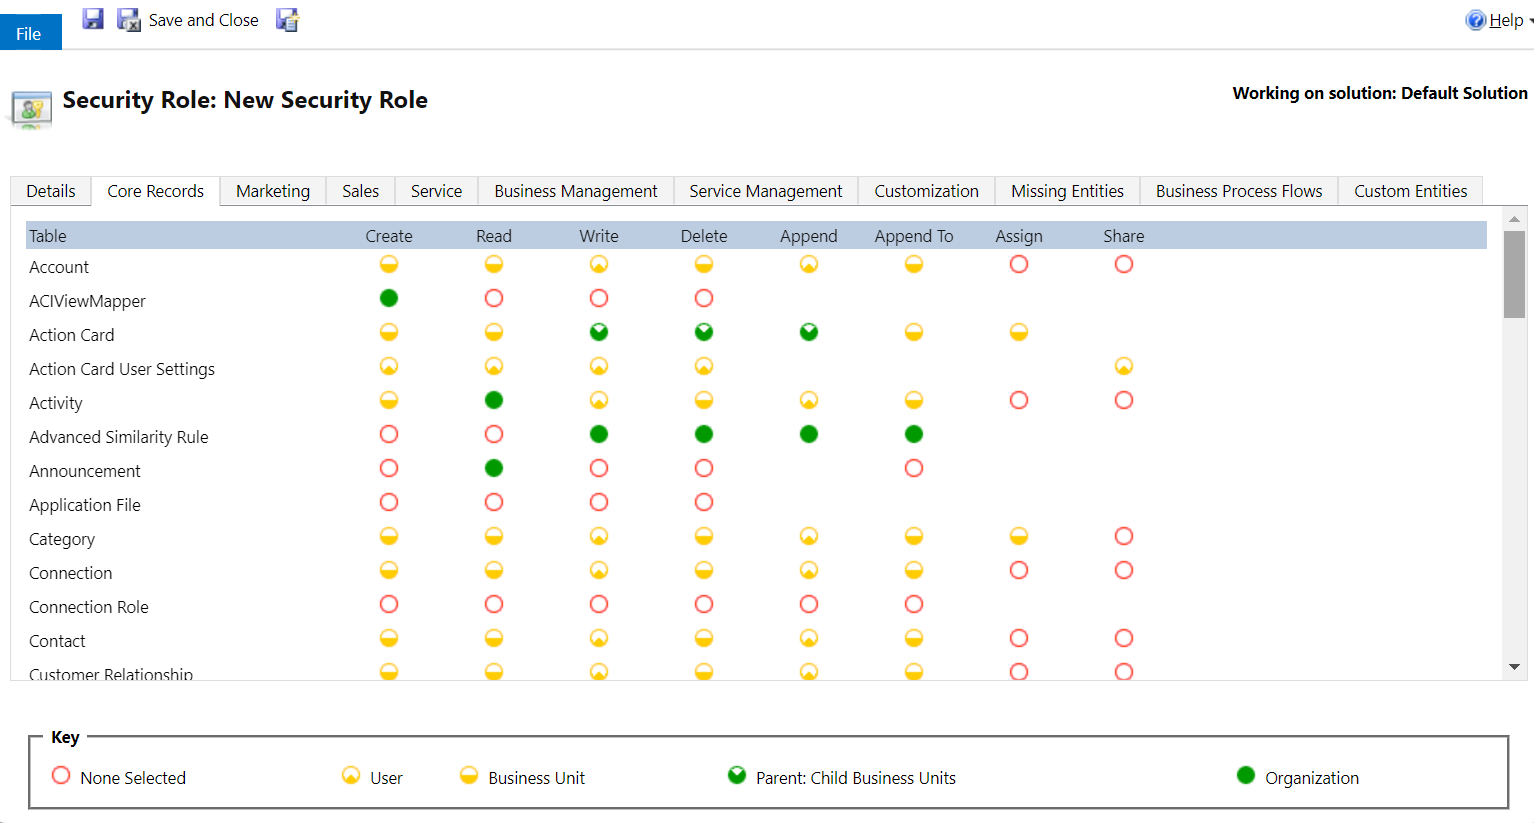 File
Save and Close
Help
Security Role: New Security Role
Working on solution: Default Solution
Details Core Records Marketing Sales Service Business Management Service Management Customization Missing Entities Business Process Flows Custom Entities
Table Create Read Write Delete Append Append To Assign Share
Account
ACIViewMapper
Action Card
Action Card User Settings
Activity
Advanced Similarity Rule
Announcement
Application File
Category
Connection
Connection Role
Contact
Customer Relationship
Key
None Selected User Business Unit Parent: Child Business Units Organization